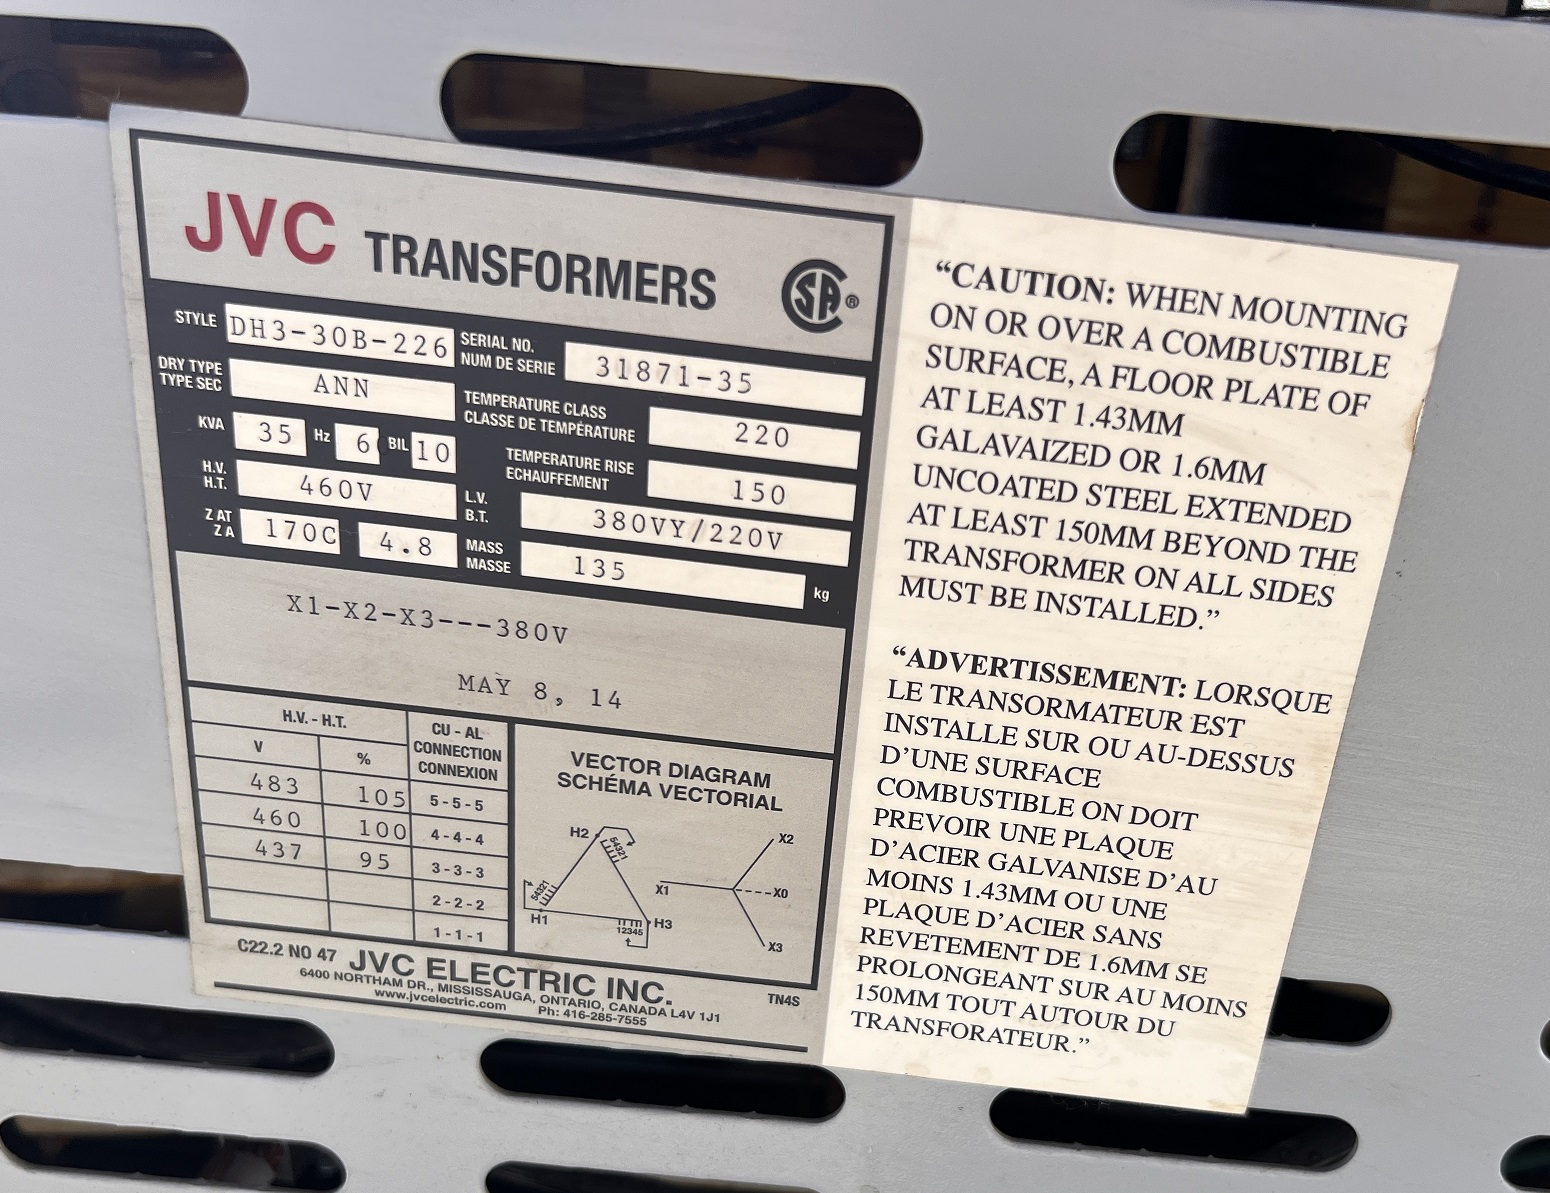 JVC TRANSFORMERS
CSA ®
STYLE DH3-30B-226 SERIAL NO.
NUM DE SERIE 31871-35
DRY TYPE
TYPE SEC ANN TEMPERATURE CLASS
CLASSE DE TEMPÉRATURE 220
KVA 35 Hz 6 BIL 10 TEMPERATURE RISE
ECHAUFFEMENT 150
H.V.
H.T. 460V L.V.
B.T. 380VY/220V
Z AT
Z A 170C 4.8 MASS
MASSE 135 kg
X1-X2-X3---380V
MAY 8, 14
H.V. - H.T. CU - AL
CONNECTION
CONNEXION
V %
483 105 5-5-5
460 100 4-4-4
437 95 3-3-3
2-2-2
1-1-1
VECTOR DIAGRAM
SCHÉMA VECTORIAL
H2 54321
54321
H1 H3
12345
X2
X1 X0
X3
C22.2 NO 47 JVC ELECTRIC INC.
6400 NORTHAM DR., MISSISSAUGA, ONTARIO, CANADA L4V 1J1
www.jvcelectric.com Ph: 416-285-7555
TN4S
“CAUTION: WHEN MOUNTING
ON OR OVER A COMBUSTIBLE
SURFACE, A FLOOR PLATE OF
AT LEAST 1.43MM
GALAVAIZED OR 1.6MM
UNCOATED STEEL EXTENDED
AT LEAST 150MM BEYOND THE
TRANSFORMER ON ALL SIDES
MUST BE INSTALLED.”
“ADVERTISSEMENT: LORSQUE
LE TRANSORMATEUR EST
INSTALLE SUR OU AU-DESSUS
D’UNE SURFACE
COMBUSTIBLE ON DOIT
PREVOIR UNE PLAQUE
D’ACIER GALVANISE D’AU
MOINS 1.43MM OU UNE
PLAQUE D’ACIER SANS
REVETEMENT DE 1.6MM SE
PROLONGEANT SUR AU MOINS
150MM TOUT AUTOUR DU
TRANSFORATEUR.”